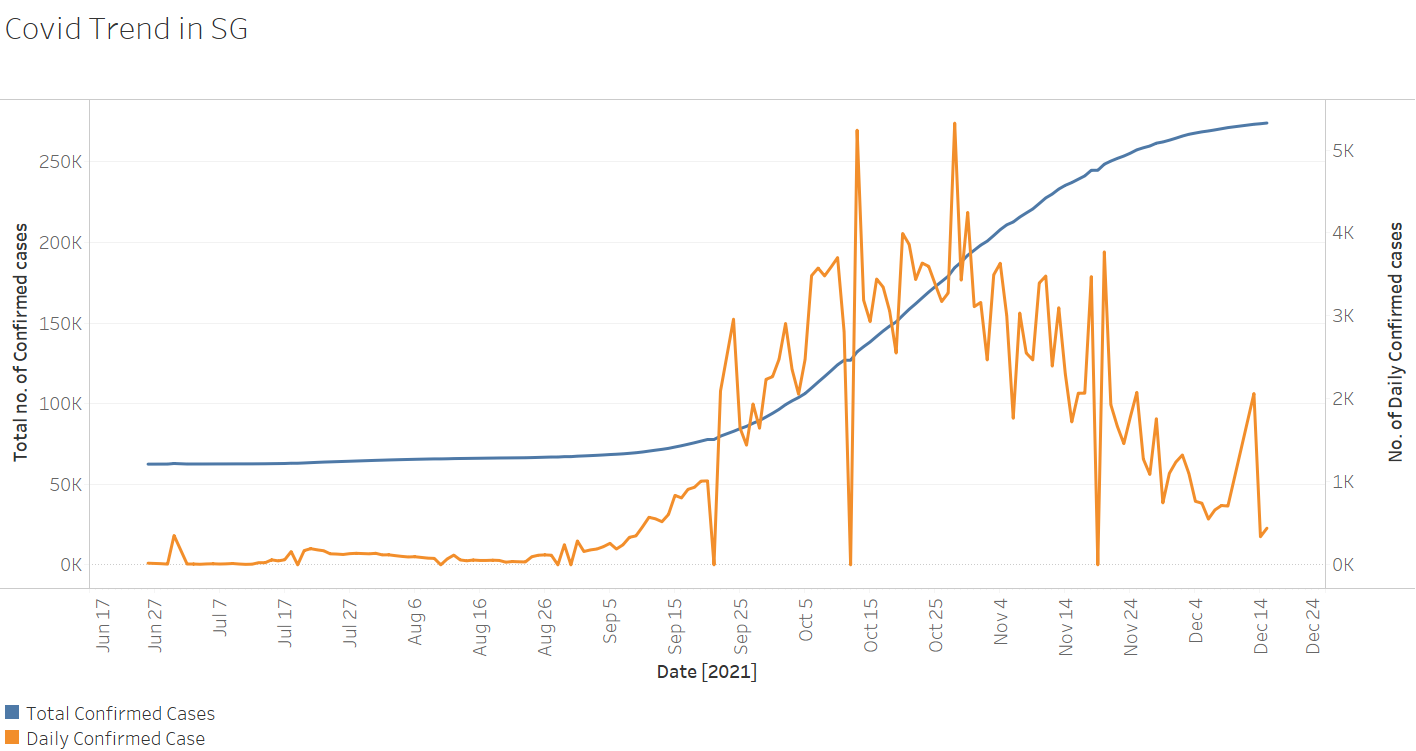 Covid Trend in SG
Total no. of Confirmed cases
250K
200K
150K
100K
50K
0K
No. of Daily Confirmed cases
5K
4K
3K
2K
1K
0K
Jun 17
Jun 27
Jul 7
Jul 17
Jul 27
Aug 6
Aug 16
Aug 26
Sep 5
Sep 15
Sep 25
Oct 5
Oct 15
Oct 25
Nov 4
Nov 14
Nov 24
Dec 4
Dec 14
Dec 24
Date [2021]
Total Confirmed Cases
Daily Confirmed Case